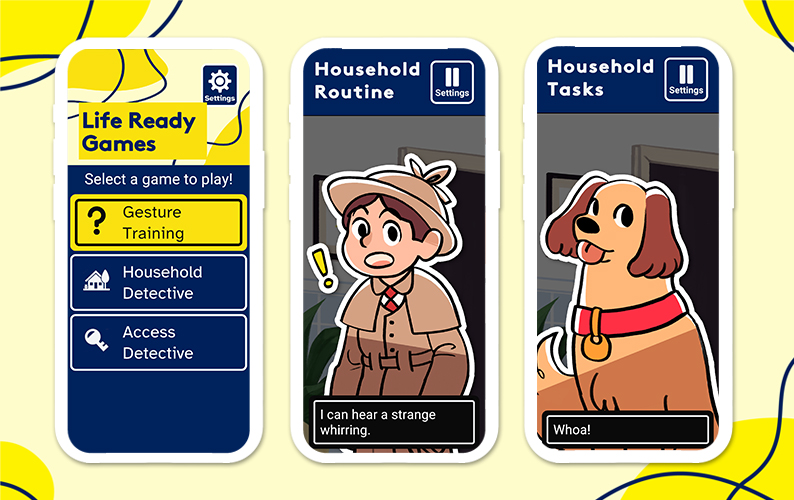 Settings
Life Ready
Games
Select a game to play!
Gesture
Training
Household
Detective
Access
Detective
Household
Routine
Settings
I can hear a strange
whirring.
Household
Tasks
Settings
Whoa!